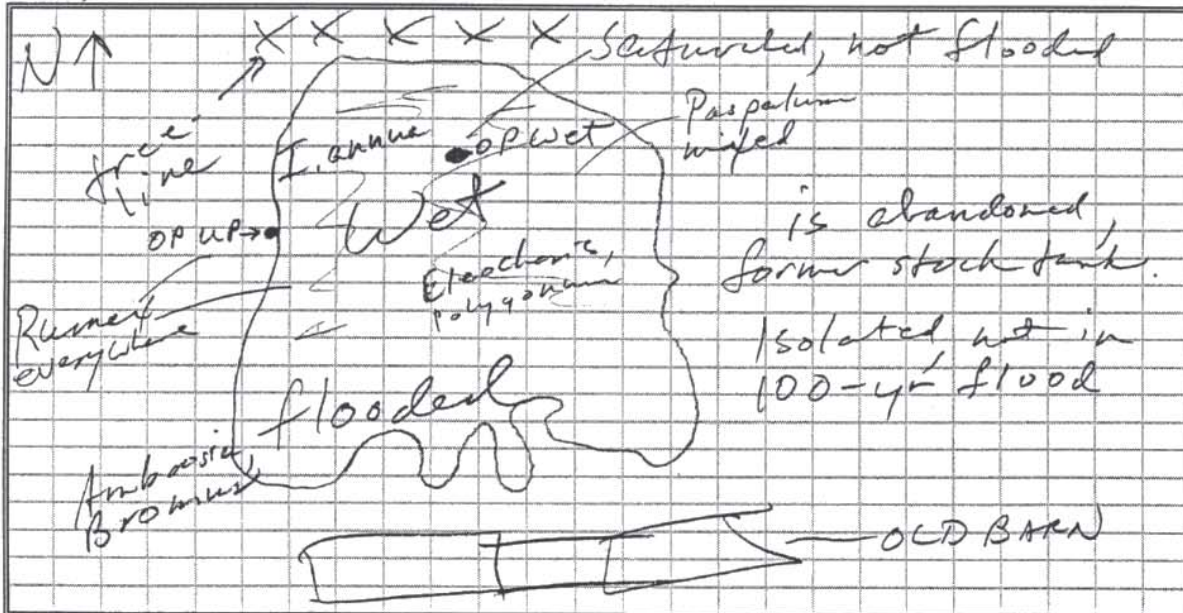 N
X X X X X
Saturated, not flooded
tree
line
I. annua
OP Wet
Paspalum
mixed
Wet
OP UP
is abandoned,
former stock tank.
Eleocharis,
polygonum
Rumex
everywhere
Isolated not in
100-yr flood
flooded
Ambrosia,
Bromus
OLD BARN